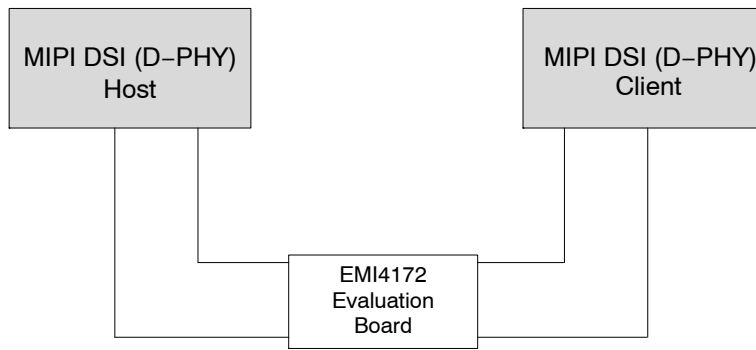 MIPI DSI (D−PHY)
Host
MIPI DSI (D−PHY)
Client
EMI4172
Evaluation
Board